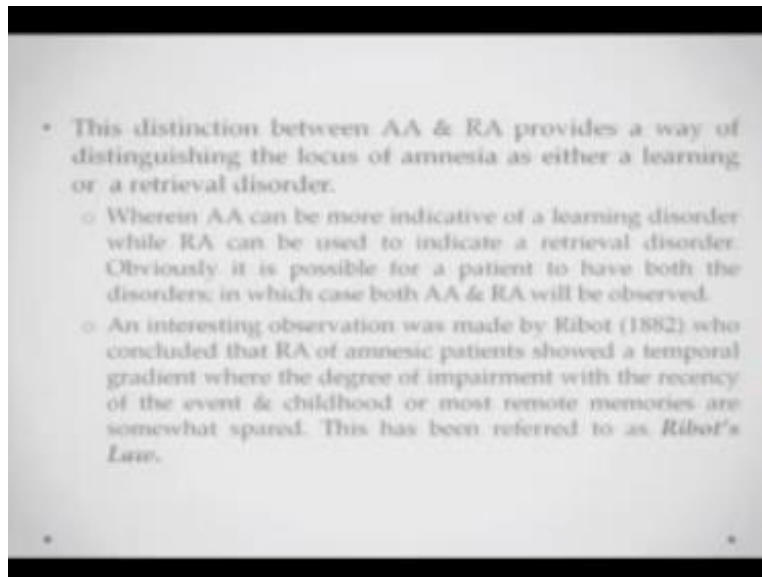 • This distinction between AA & RA provides a way of
distinguishing the locus of amnesia as either a learning
or a retrieval disorder.
o Wherein AA can be more indicative of a learning disorder
while RA can be used to indicate a retrieval disorder.
Obviously it is possible for a patient to have both the
disorders; in which case both AA & RA will be observed.
o An interesting observation was made by Ribot (1882) who
concluded that RA of amnesic patients showed a temporal
gradient where the degree of impairment with the recency
of the event & childhood or most remote memories are
somewhat spared. This has been referred to as Ribot's
Law.